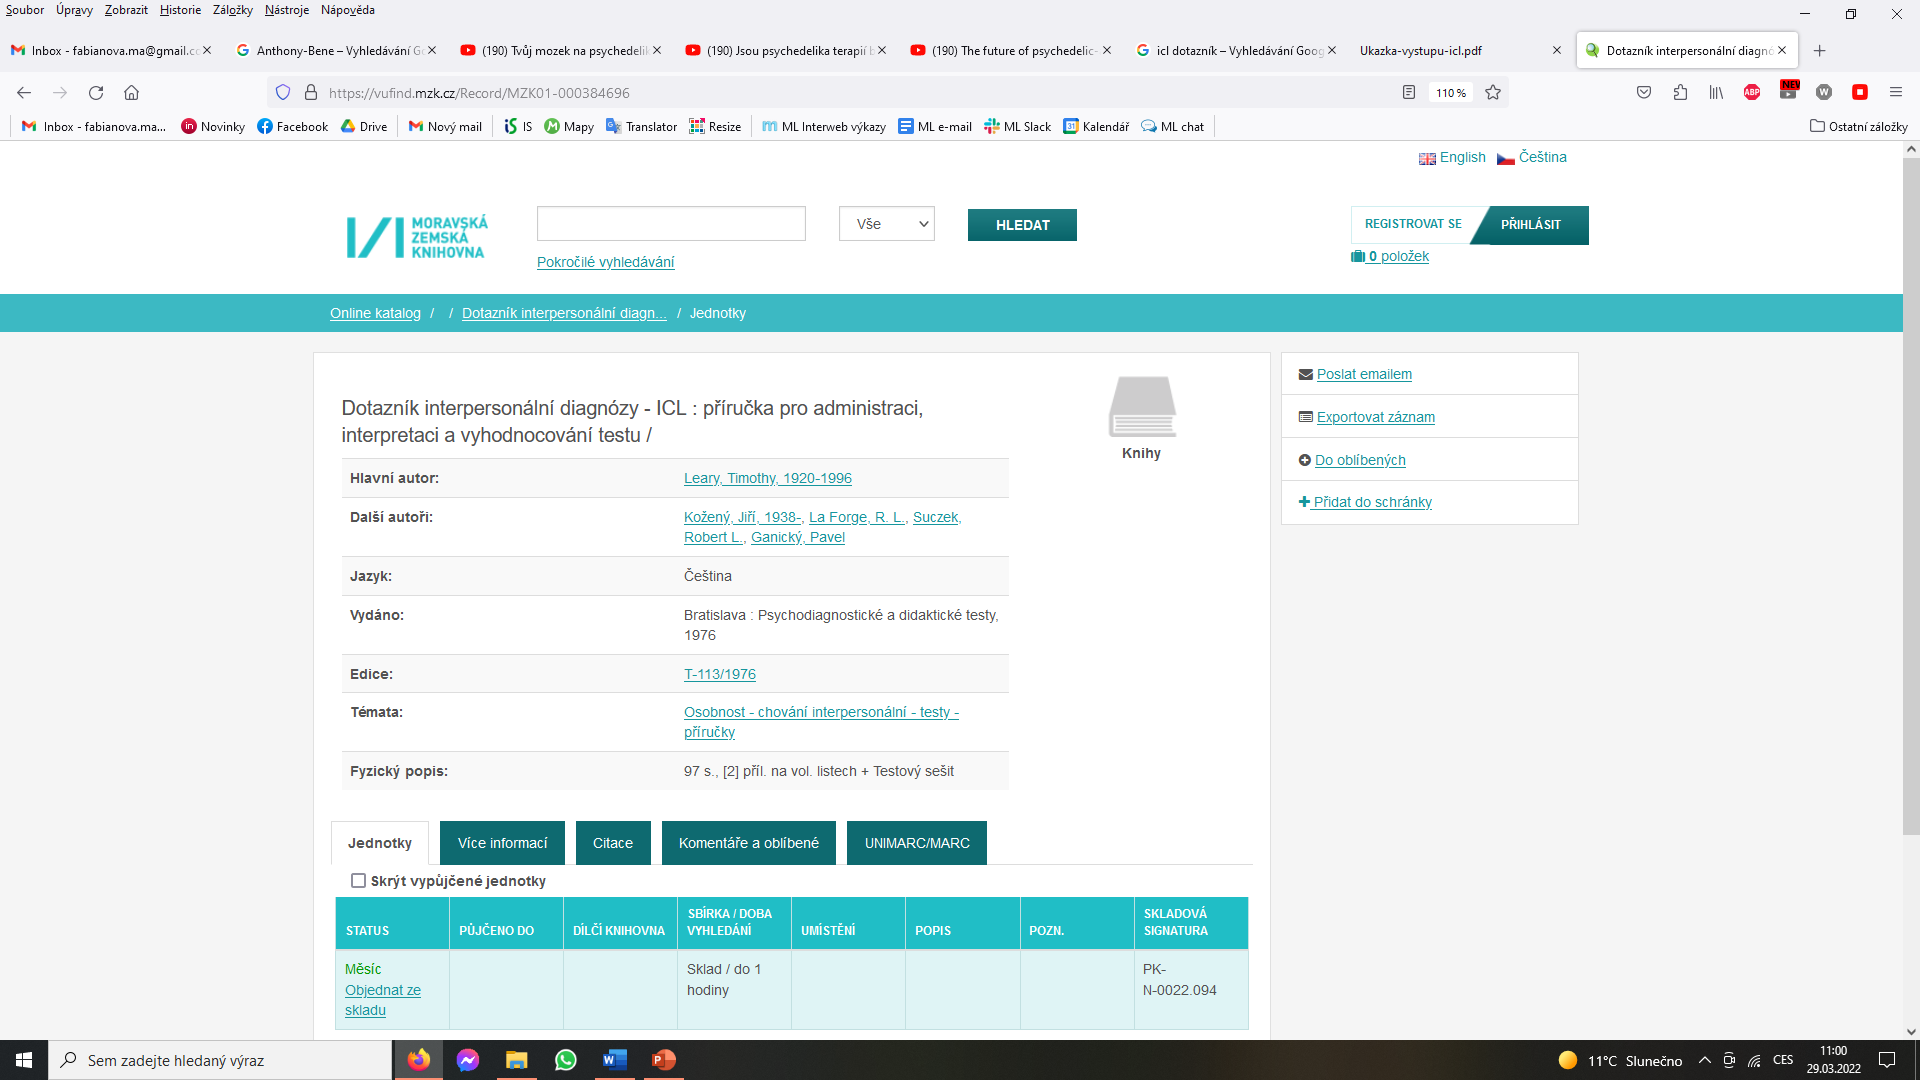 Soubor Úpravy Zobrazit Historie Záložky Nástroje Nápověda
Inbox - fabianova.ma@gmail.c
Anthony-Bene – Vyhledávání G
(190) Tvůj mozek na psychedeli
(190) Jsou psychedelika terapií b
(190) The future of psychedelic-
icl dotazník – Vyhledávání Goog
Ukazka-vystupu-icl.pdf
Dotazník interpersonální diagnó
https://vufind.mzk.cz/Record/MZK01-000384696
110 %
ABP
NEW
W
Inbox - fabianova.ma...
Novinky
Facebook
Drive
Nový mail
IS
Mapy
Translator
Resize
ML Interweb výkazy
ML e-mail
ML Slack
Kalendář
ML chat
Ostatní záložky
English Čeština
MORAVSKÁ
ZEMSKÁ
KNIHOVNA
Vše
HLEDAT
REGISTROVAT SE
PŘIHLÁSIT
Pokročilé vyhledávání
0 položek
Online katalog / / Dotazník interpersonální diagn... / Jednotky
Dotazník interpersonální diagnózy - ICL : příručka pro administraci,
interpretaci a vyhodnocování testu /
Knihy
Poslat emailem
Exportovat záznam
Do oblíbených
Přidat do schránky
Hlavní autor: Leary, Timothy, 1920-1996
Další autoři: Kožený, Jiří, 1938-, La Forge, R. L., Suczek,
Robert L., Ganický, Pavel
Jazyk: Čeština
Vydáno: Bratislava : Psychodiagnostické a didaktické testy,
1976
Edice: T-113/1976
Témata: Osobnost - chování interpersonální - testy -
příručky
Fyzický popis: 97 s., [2] příl. na vol. listech + Testový sešit
Jednotky
Více informací
Citace
Komentáře a oblíbené
UNIMARC/MARC
Skrýt vypůjčené jednotky
STATUS
PŮJČENO DO
DÍLČÍ KNIHOVNA
SBÍRKA / DOBA
VYHLEDÁNÍ
UMÍSTĚNÍ
POPIS
POZN.
SKLADOVÁ
SIGNATURA
Měsíc
Objednat ze
skladu
Sklad / do 1
hodiny
PK-
N-0022.094
Sem zadejte hledaný výraz
11°C Slunečno
CES
11:00
29.03.2022